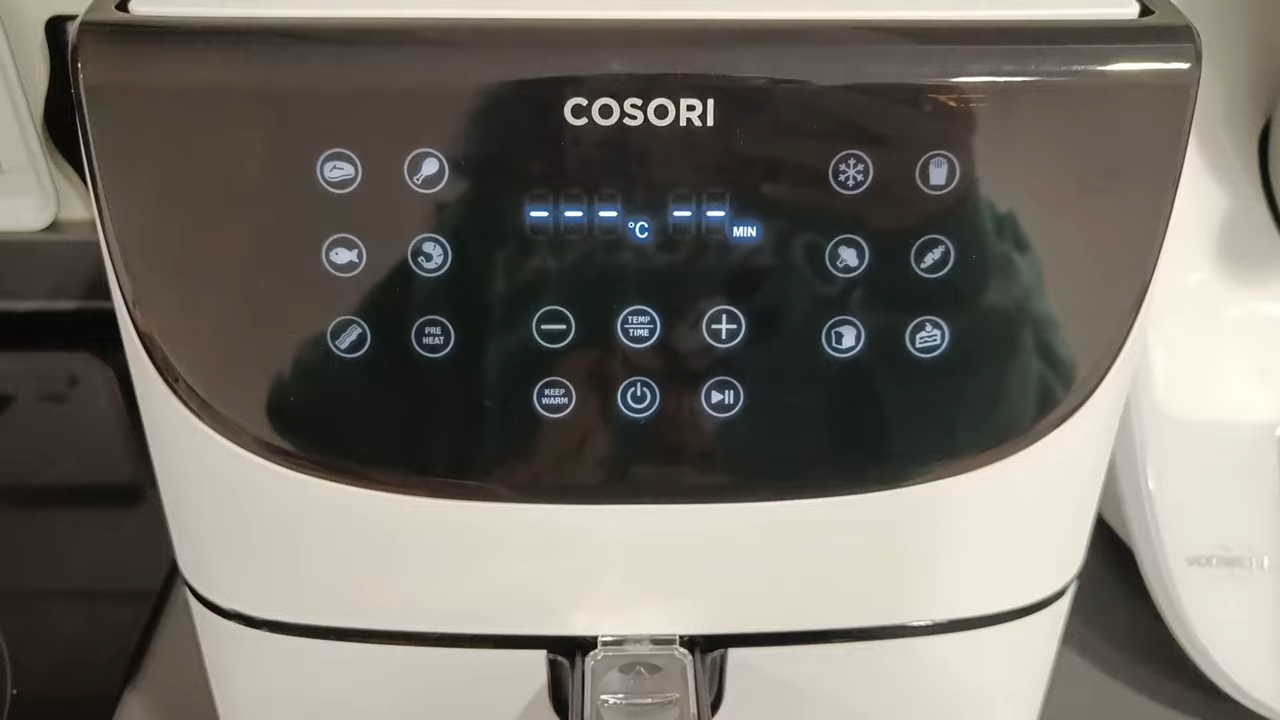 COSORI
--- °C -- MIN
TEMP
TIME
PRE
HEAT
KEEP
WARM